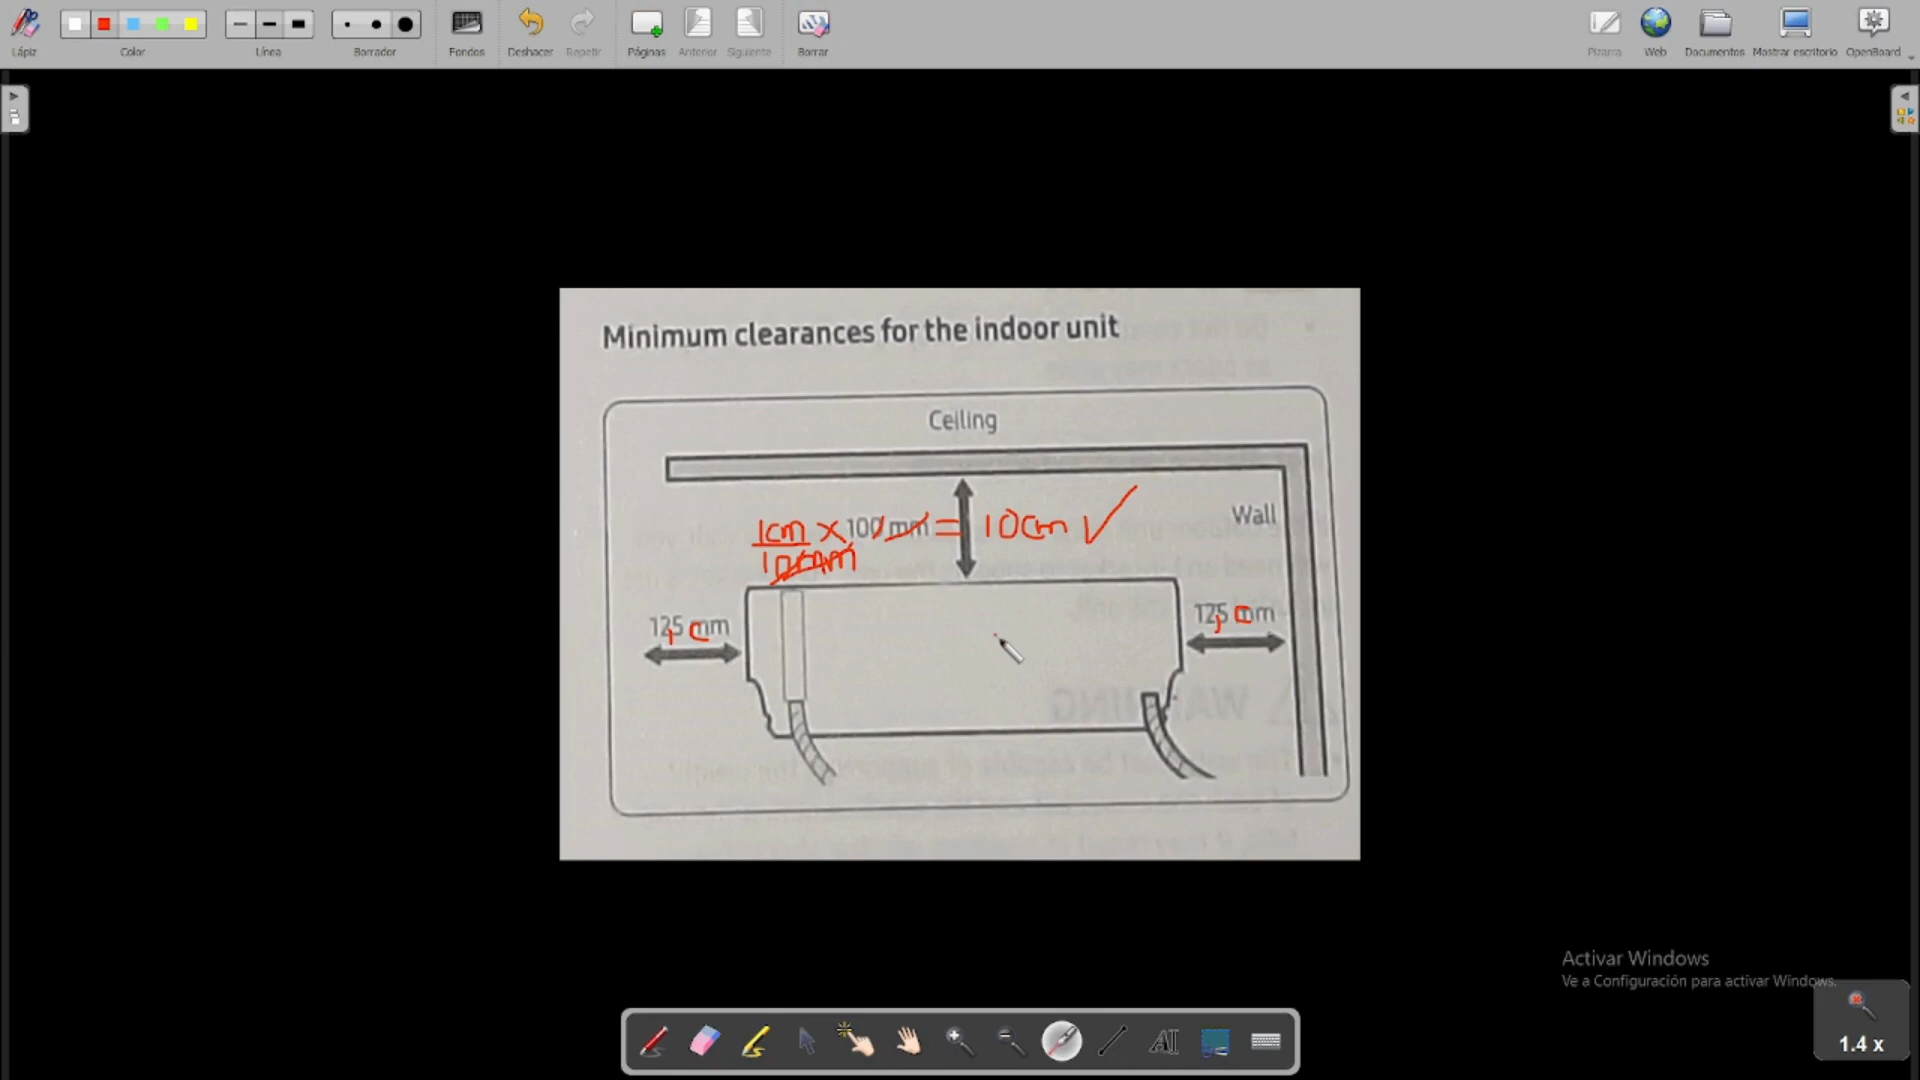 Lápiz
Color
Línea
Borrador
Fondos
Deshacer
Repetir
Páginas
Anterior
Siguiente
Borrar
Pizarra
Web
Documentos
Mostrar escritorio
OpenBoard
Minimum clearances for the indoor unit
Ceiling
1cm x 100 mm = 10cm ✓
Wall
125 mm
, c
125 mm
, c
WARNING
Activar Windows
Ve a Configuración para activar Windows.
AI
1.4 x